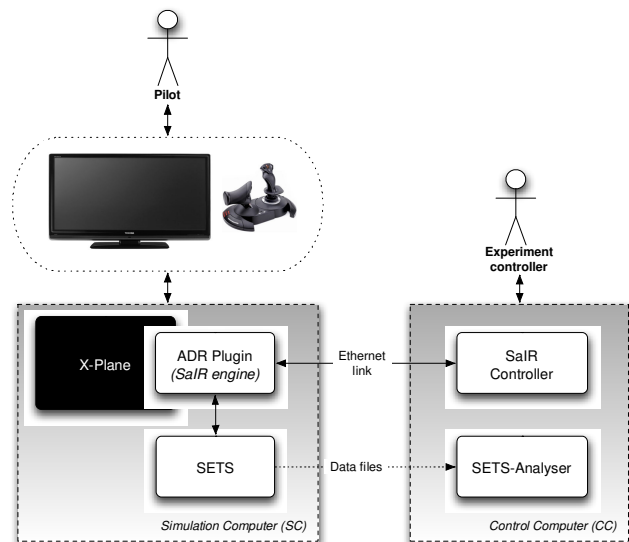 Pilot
Experiment
controller
X-Plane
ADR Plugin
(SaIR engine)
Ethernet
link
SaIR
Controller
SETS
Data files
SETS-Analyser
Simulation Computer (SC)
Control Computer (CC)